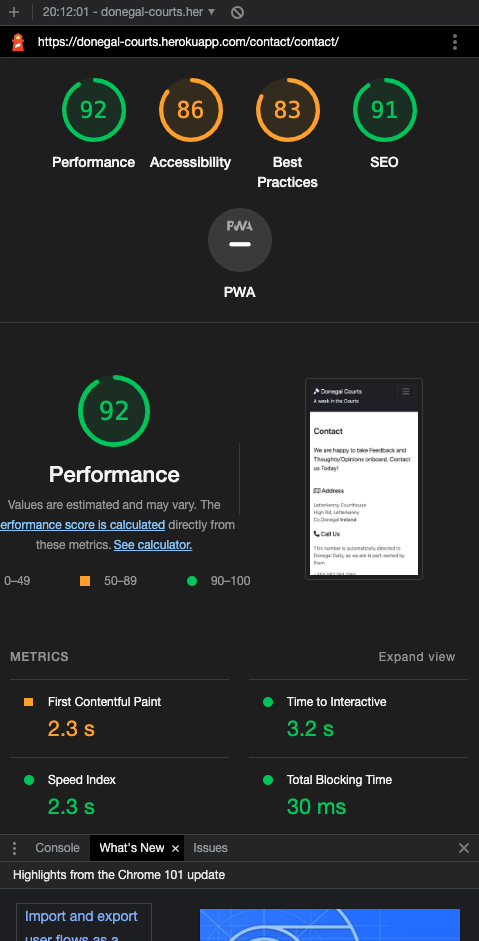 20:12:01 - donegal-courts.her
https://donegal-courts.herokuapp.com/contact/contact/
92 86 83 91
Performance Accessibility Best Practices SEO
PWA
PWA
92
Performance
Values are estimated and may vary. The
erformance score is calculated directly from
these metrics. See calculator.
0–49 50–89 90–100
Donegal Courts
A week in the Courts
Contact
We are happy to take Feedback and
Thoughts/Opinions onboard. Contact
us Today!
Address
Letterkenny Courthouse
High Rd, Letterkenny
Co.Donegal Ireland
Call Us
This number is automatically directed to
Donegal Daily, as we are in part-owned by
them
METRICS Expand view
First Contentful Paint Time to Interactive
2.3 s 3.2 s
Speed Index Total Blocking Time
2.3 s 30 ms
Console What's New Issues
Highlights from the Chrome 101 update
Import and export
user flows as a